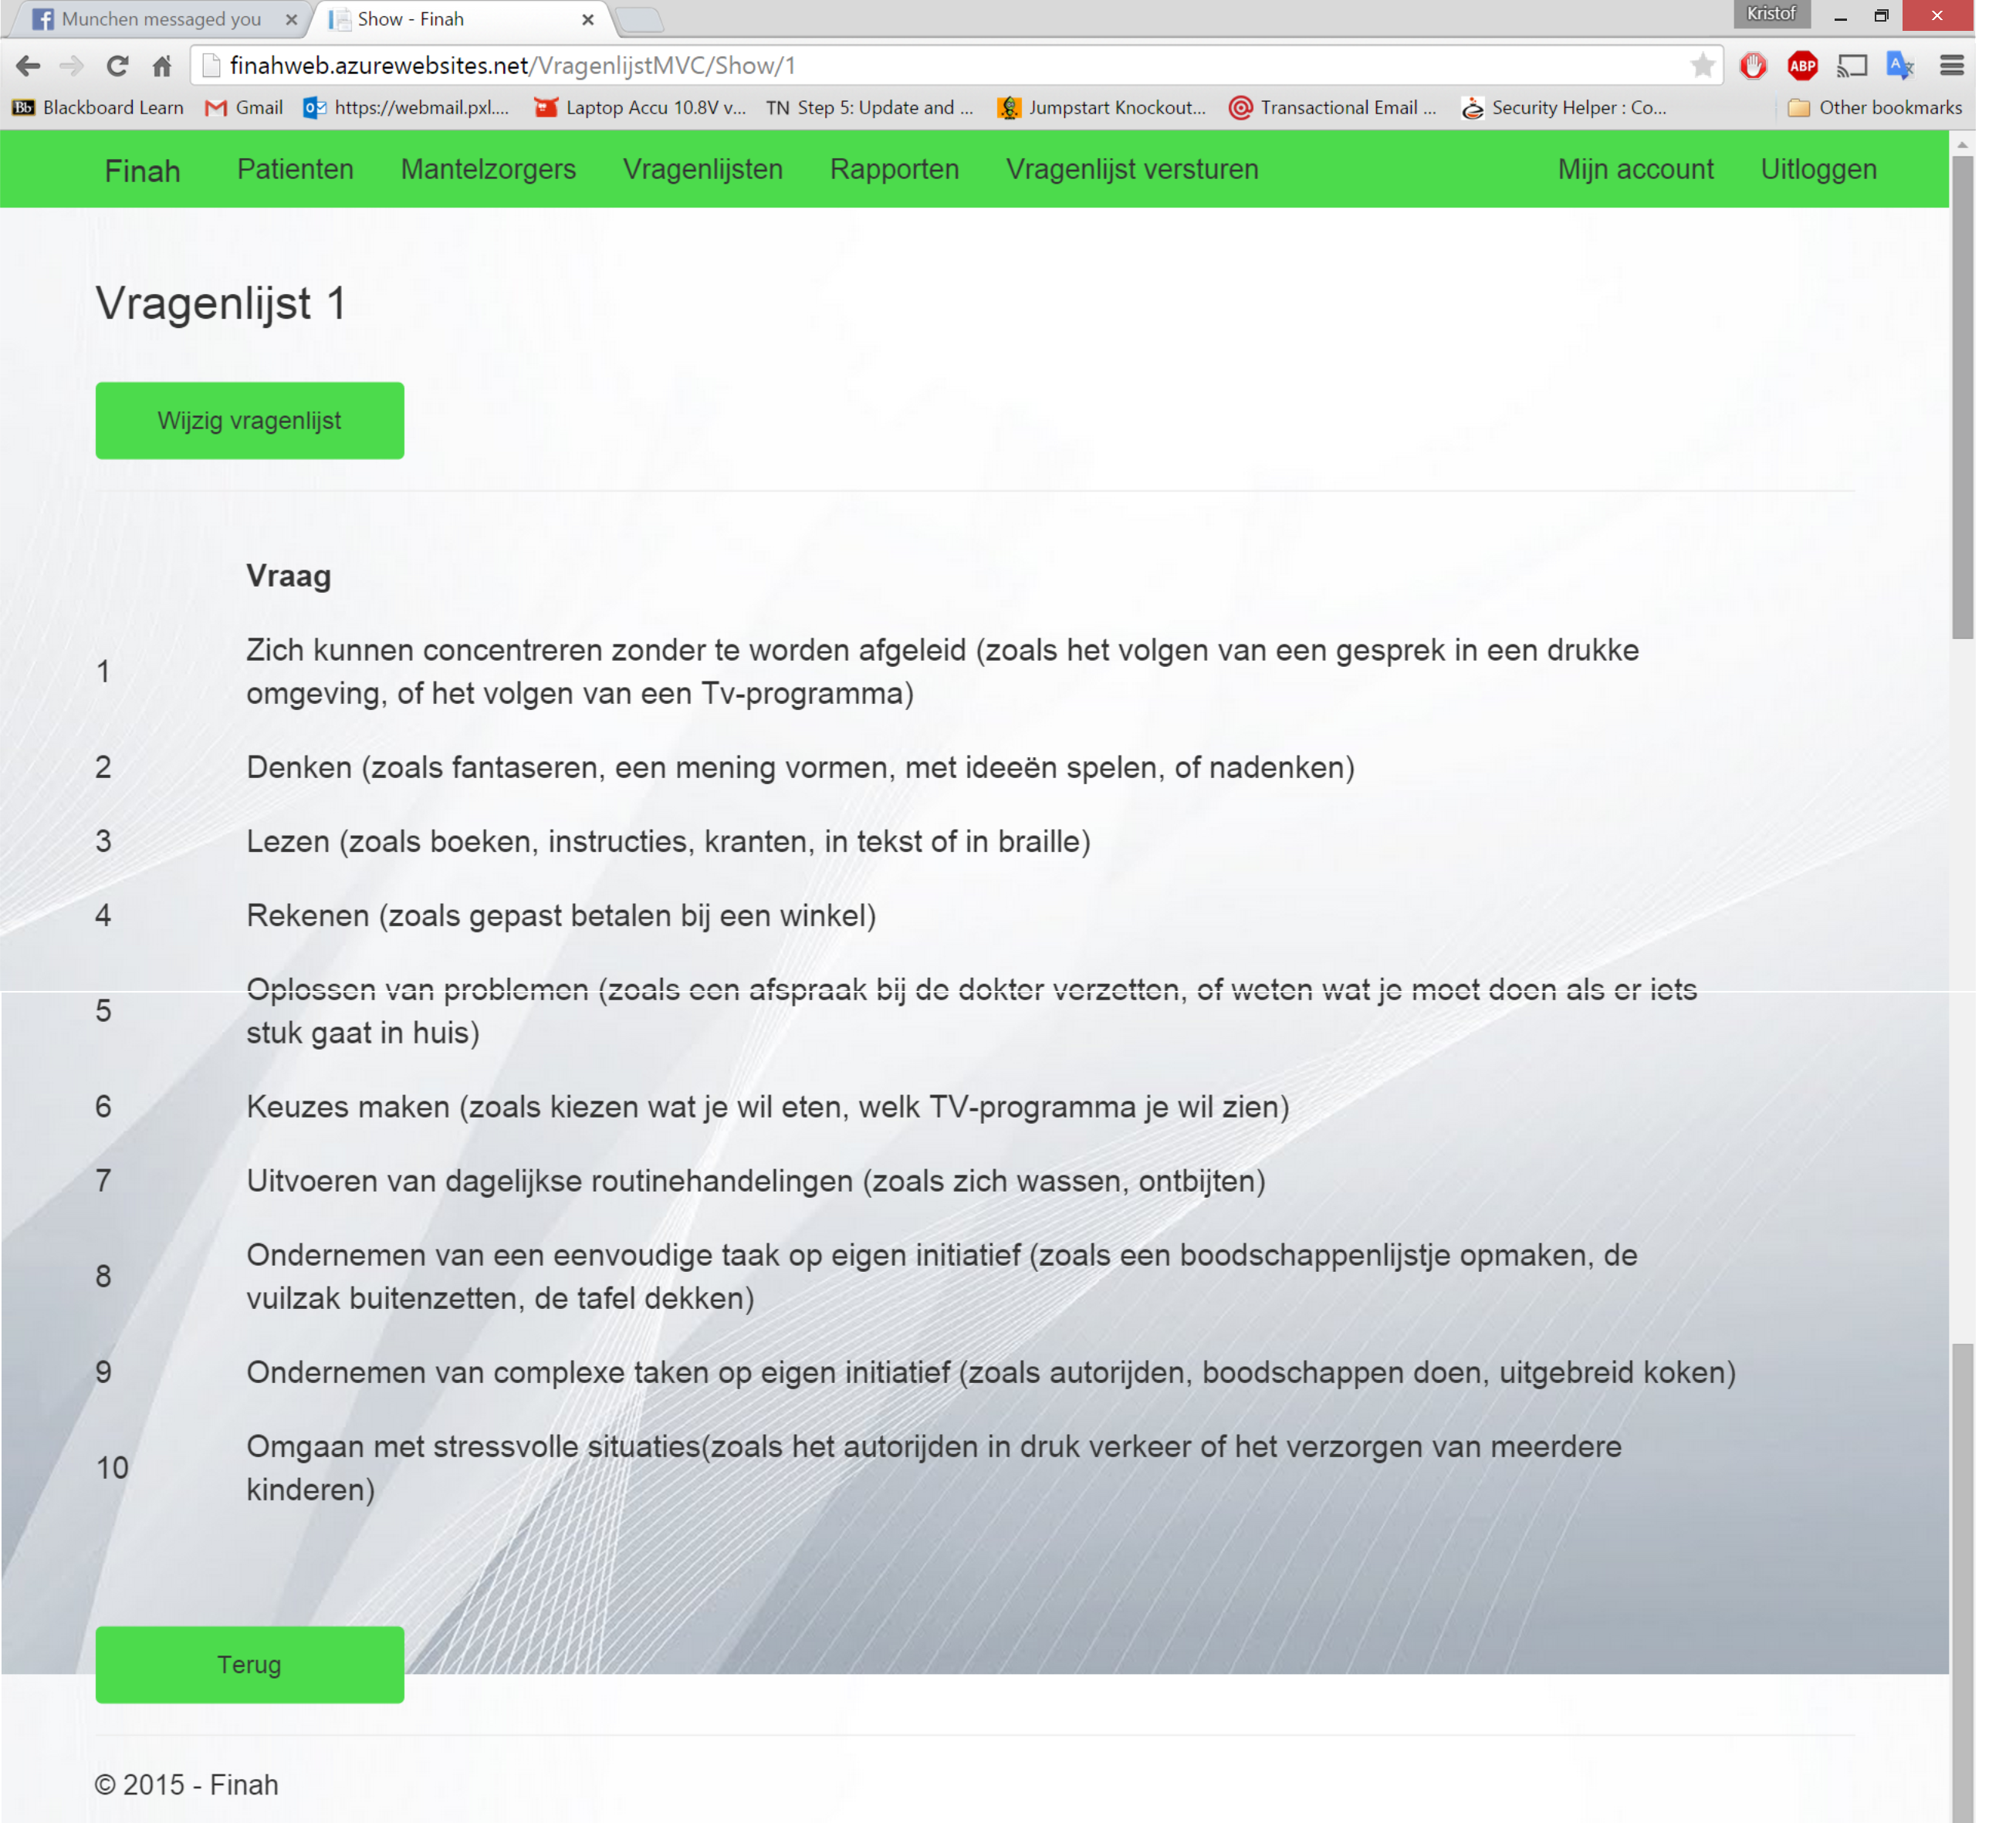 Munchen messaged you
Show - Finah
Kristof
finahweb.azurewebsites.net/VragenlijstMVC/Show/1
ABP
Bb Blackboard Learn
Gmail
https://webmail.pxl....
Laptop Accu 10.8V v...
TN Step 5: Update and ...
Jumpstart Knockout...
Transactional Email ...
Security Helper : Co...
Other bookmarks
Finah Patienten Mantelzorgers Vragenlijsten Rapporten Vragenlijst versturen Mijn account Uitloggen
Vragenlijst 1
Wijzig vragenlijst
Vraag
1 Zich kunnen concentreren zonder te worden afgeleid (zoals het volgen van een gesprek in een drukke
omgeving, of het volgen van een Tv-programma)
2 Denken (zoals fantaseren, een mening vormen, met ideeën spelen, of nadenken)
3 Lezen (zoals boeken, instructies, kranten, in tekst of in braille)
4 Rekenen (zoals gepast betalen bij een winkel)
5 Oplossen van problemen (zoals een afspraak bij de dokter verzetten, of weten wat je moet doen als er iets
stuk gaat in huis)
6 Keuzes maken (zoals kiezen wat je wil eten, welk TV-programma je wil zien)
7 Uitvoeren van dagelijkse routinehandelingen (zoals zich wassen, ontbijten)
8 Ondernemen van een eenvoudige taak op eigen initiatief (zoals een boodschappenlijstje opmaken, de
vuilzak buitenzetten, de tafel dekken)
9 Ondernemen van complexe taken op eigen initiatief (zoals autorijden, boodschappen doen, uitgebreid koken)
10 Omgaan met stressvolle situaties(zoals het autorijden in druk verkeer of het verzorgen van meerdere
kinderen)
Terug
© 2015 - Finah